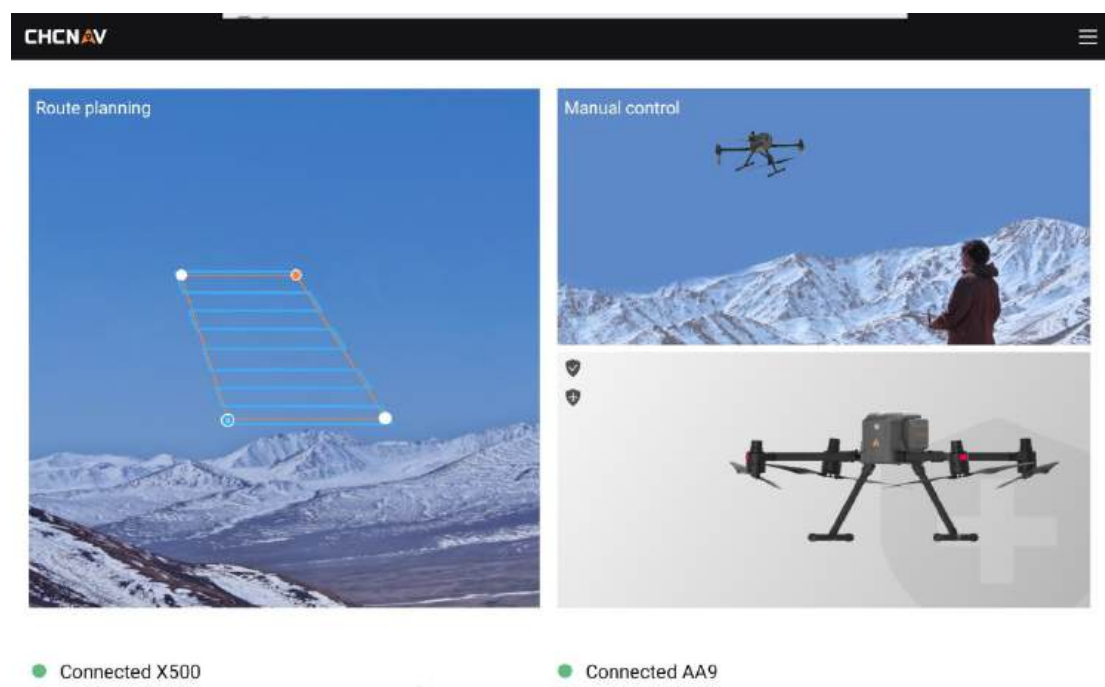 CHCNAV
Route planning
Manual control
Connected X500
Connected AA9